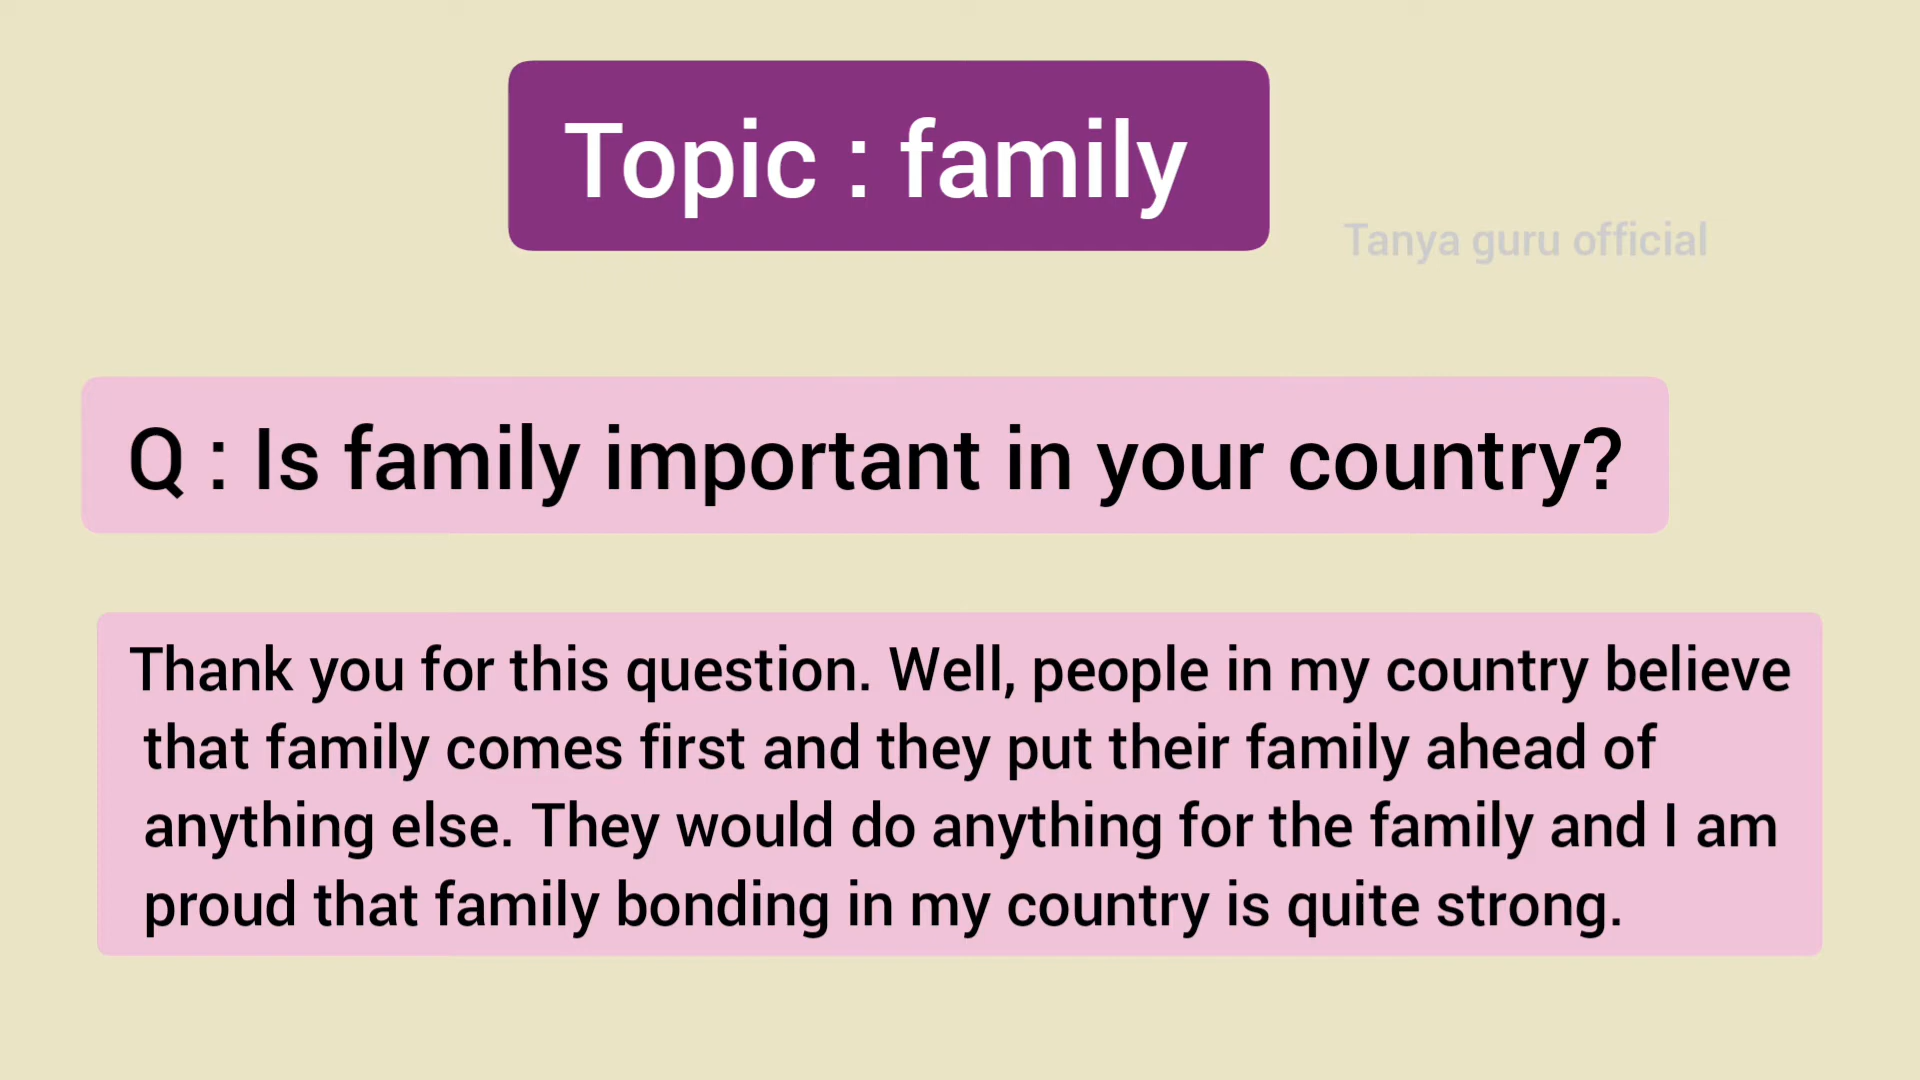 Topic : family
Tanya guru official
Q : Is family important in your country?
Thank you for this question. Well, people in my country believe
that family comes first and they put their family ahead of
anything else. They would do anything for the family and I am
proud that family bonding in my country is quite strong.